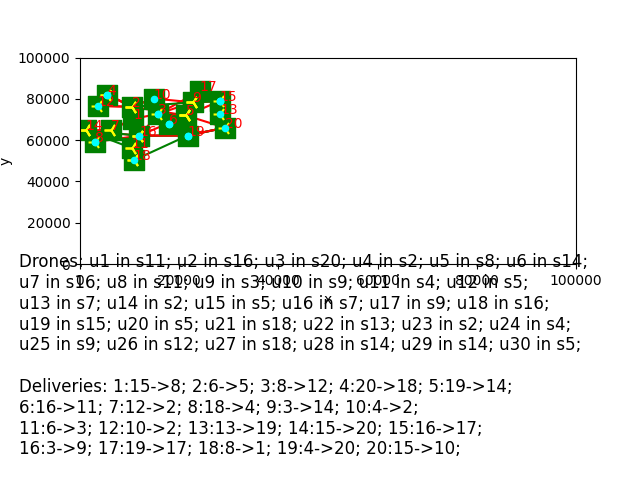 100000
80000
60000
40000
20000
0
y
20000 40000 60000 80000 100000
x
Drones: u1 in s11; u2 in s16; u3 in s20; u4 in s2; u5 in s8; u6 in s14;
u7 in s16; u8 in s11; u9 in s3; u10 in s9; u11 in s4; u12 in s5;
u13 in s7; u14 in s2; u15 in s5; u16 in s7; u17 in s9; u18 in s16;
u19 in s15; u20 in s5; u21 in s18; u22 in s13; u23 in s2; u24 in s4;
u25 in s9; u26 in s12; u27 in s18; u28 in s14; u29 in s14; u30 in s5;
Deliveries: 1:15->8; 2:6->5; 3:8->12; 4:20->18; 5:19->14;
6:16->11; 7:12->2; 8:18->4; 9:3->14; 10:4->2;
11:6->3; 12:10->2; 13:13->19; 14:15->20; 15:16->17;
16:3->9; 17:19->17; 18:8->1; 19:4->20; 20:15->10;